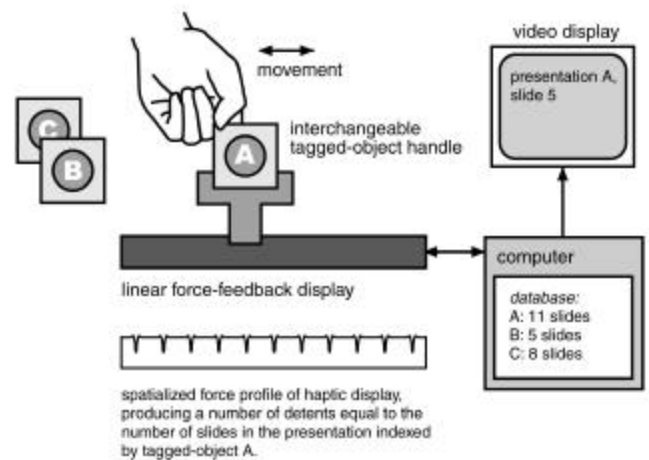 video display
movement
presentation A,
slide 5
C
B
A
interchangeable
tagged-object handle
computer
database:
A: 11 slides
B: 5 slides
C: 8 slides
linear force-feedback display
spatialized force profile of haptic display,
producing a number of detents equal to the
number of slides in the presentation indexed
by tagged-object A.